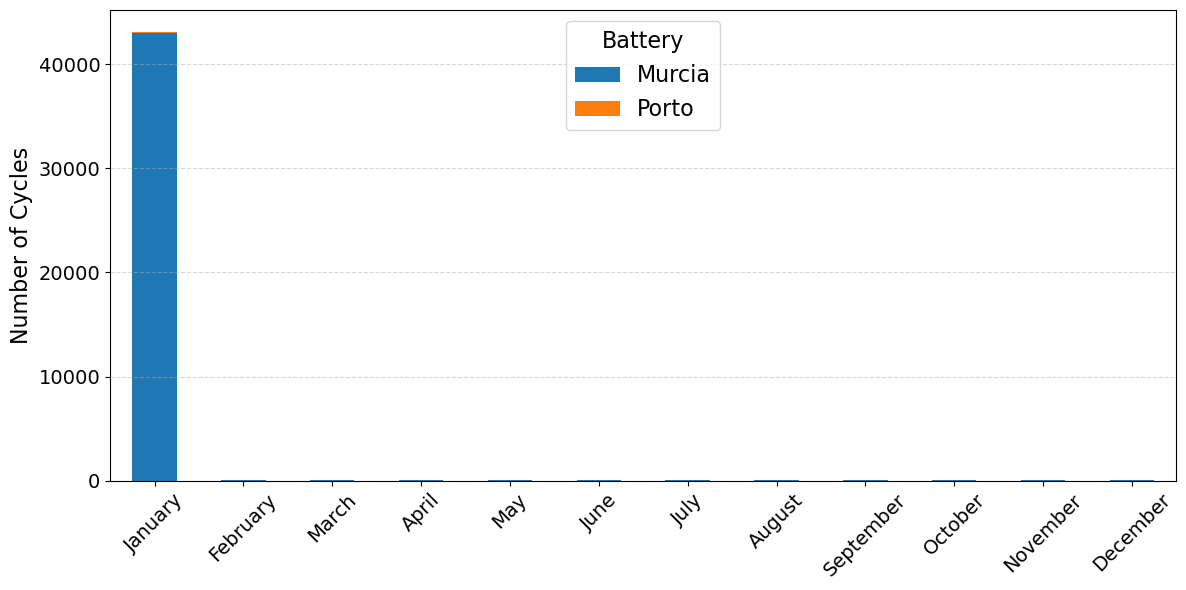 Battery
Murcia
Porto
Number of Cycles
40000
30000
20000
10000
0
January
February
March
April
May
June
July
August
September
October
November
December